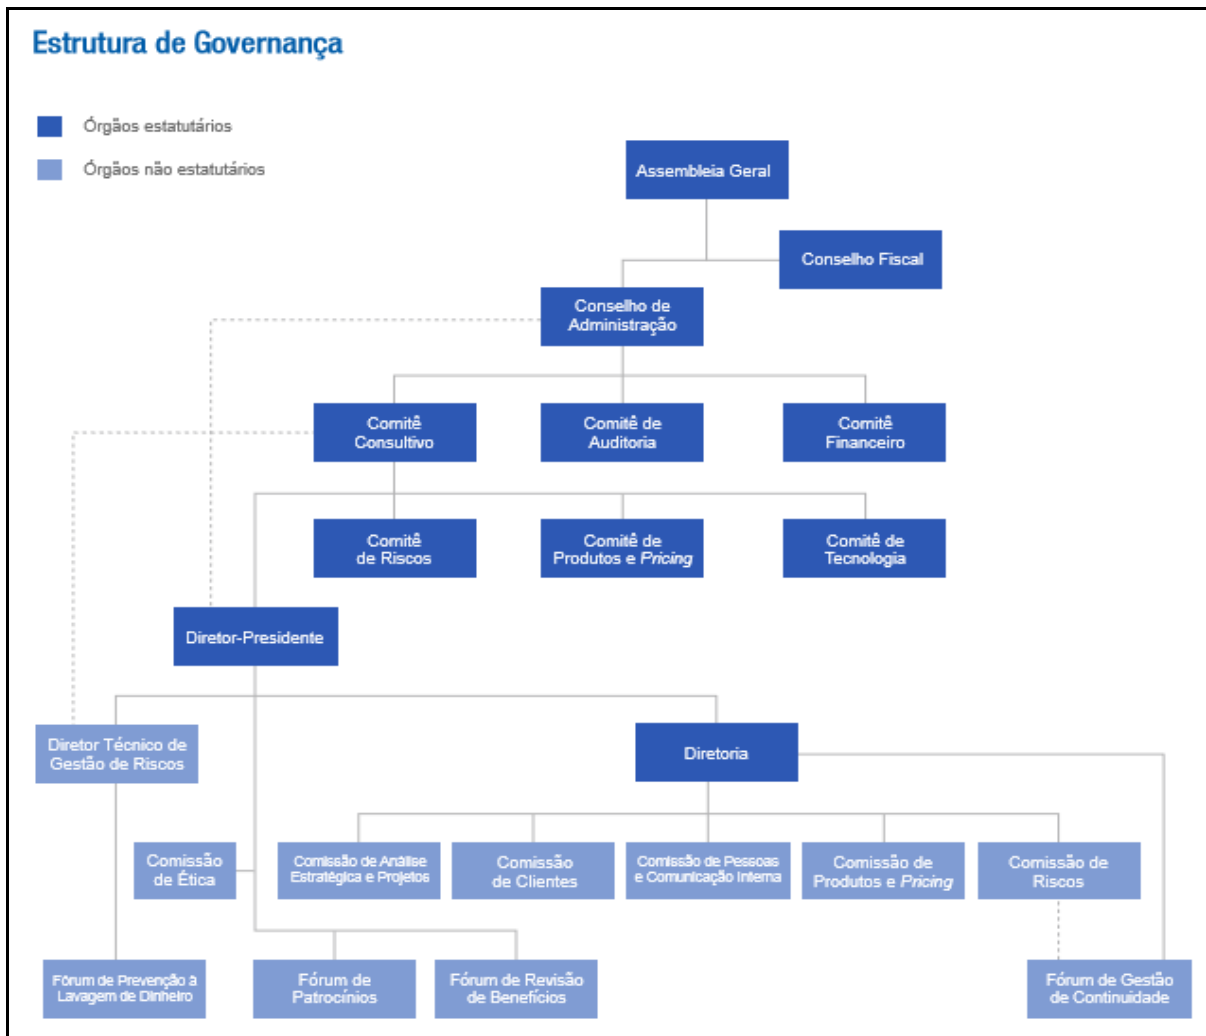 Estrutura de Governança
Órgãos estatutários
Órgãos não estatutários
Assembleia Geral
Conselho Fiscal
Conselho de
Administração
Comitê
Consultivo
Comitê de
Auditoria
Comitê
Financeiro
Comitê
de Riscos
Comitê de
Produtos e Pricing
Comitê de
Tecnologia
Diretor-Presidente
Diretor Técnico de
Gestão de Riscos
Diretoria
Comissão
de Ética
Comissão de Análise
Estratégica e Projetos
Comissão
de Clientes
Comissão de Pessoas
e Comunicação Interna
Comissão de
Produtos e Pricing
Comissão de
Riscos
Fórum de Prevenção à
Lavagem de Dinheiro
Fórum de
Patrocínios
Fórum de Revisão
de Benefícios
Fórum de Gestão
de Continuidade